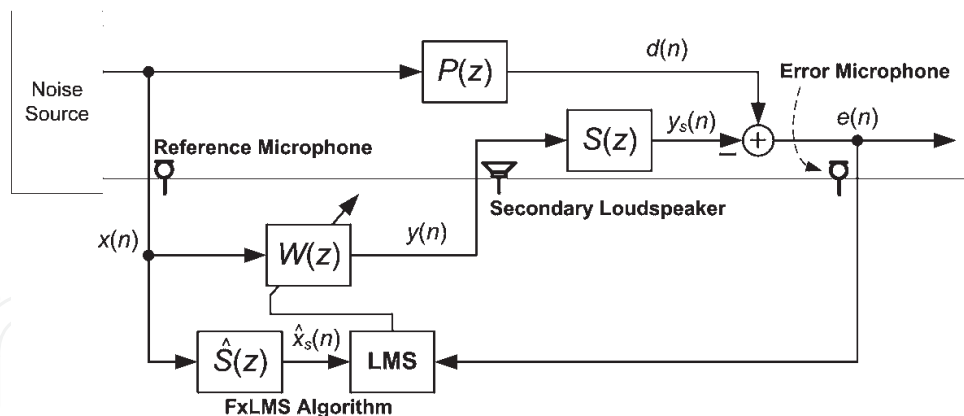 d(n)
Noise
Source
P(z)
Error Microphone
y_s(n)
e(n)
S(z)
+
−
Reference Microphone
Secondary Loudspeaker
x(n)
y(n)
W(z)
x̂_s(n)
Ŝ(z)
LMS
FxLMS Algorithm